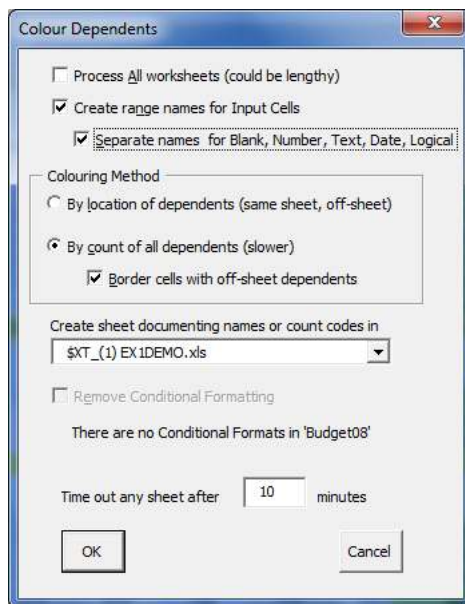 Colour Dependents
Process All worksheets (could be lengthy)
Create range names for Input Cells
Separate names for Blank, Number, Text, Date, Logical
Colouring Method
By location of dependents (same sheet, off-sheet)
By count of all dependents (slower)
Border cells with off-sheet dependents
Create sheet documenting names or count codes in
$XT_(1) EX1DEMO.xls
Remove Conditional Formatting
There are no Conditional Formats in 'Budget08'
Time out any sheet after 10 minutes
OK Cancel